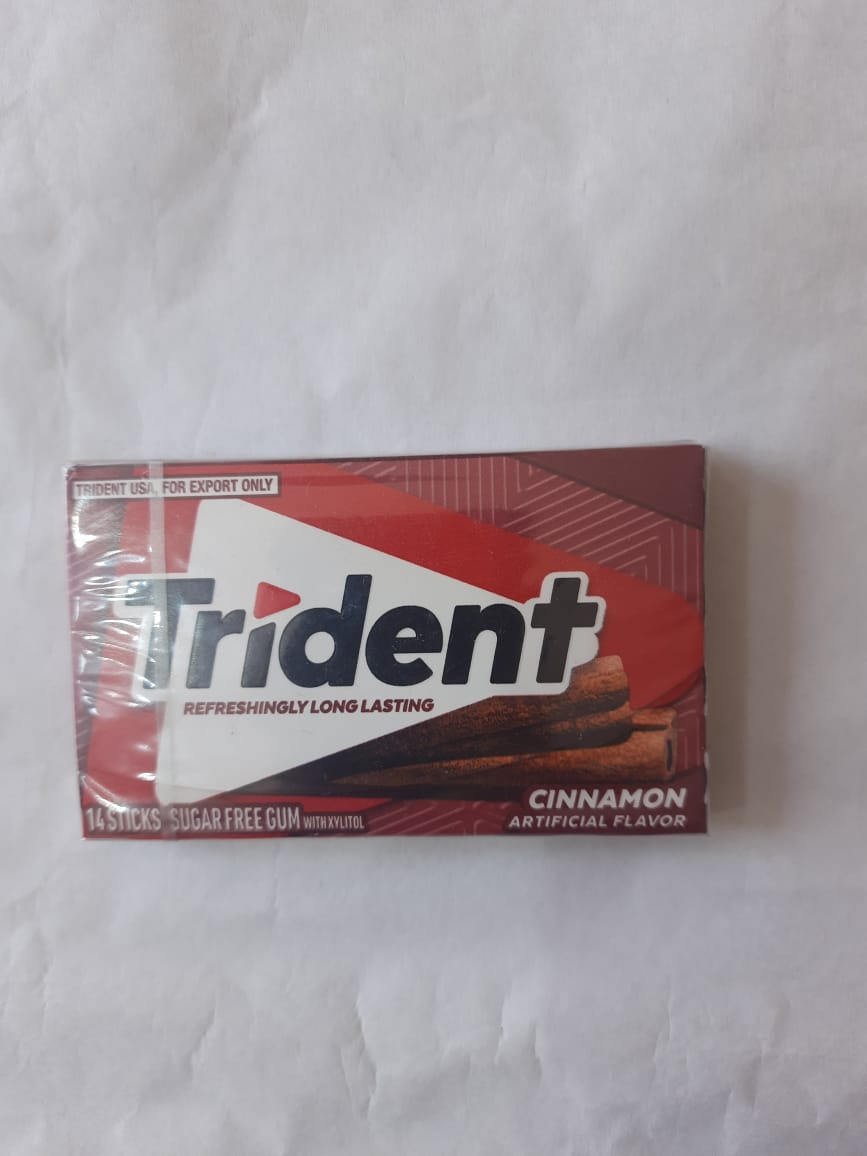 TRIDENT USA, FOR EXPORT ONLY
Trident
REFRESHINGLY LONG LASTING
CINNAMON
ARTIFICIAL FLAVOR
14 STICKS SUGAR FREE GUM WITH XYLITOL